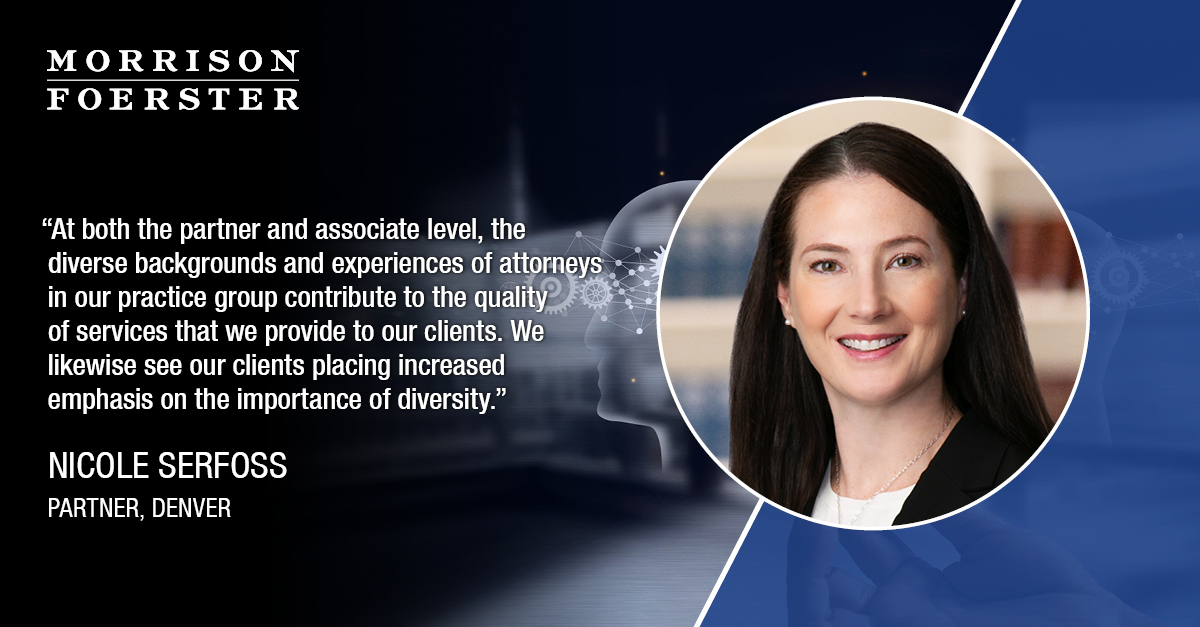 MORRISON
FOERSTER
“At both the partner and associate level, the
diverse backgrounds and experiences of attorneys
in our practice group contribute to the quality
of services that we provide to our clients. We
likewise see our clients placing increased
emphasis on the importance of diversity.”
NICOLE SERFOSS
PARTNER, DENVER